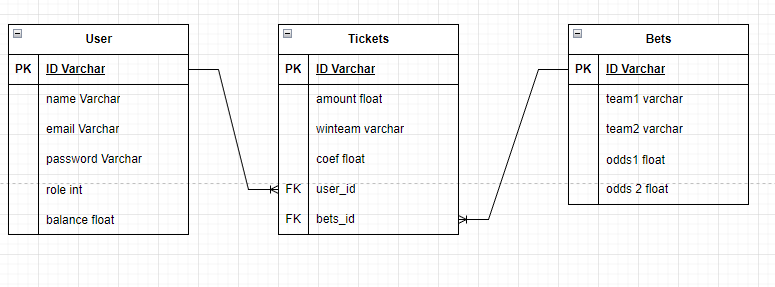 User
PK ID Varchar
name Varchar
email Varchar
password Varchar
role int
balance float
Tickets
PK ID Varchar
amount float
winteam varchar
coef float
FK user_id
FK bets_id
Bets
PK ID Varchar
team1 varchar
team2 varchar
odds1 float
odds 2 float